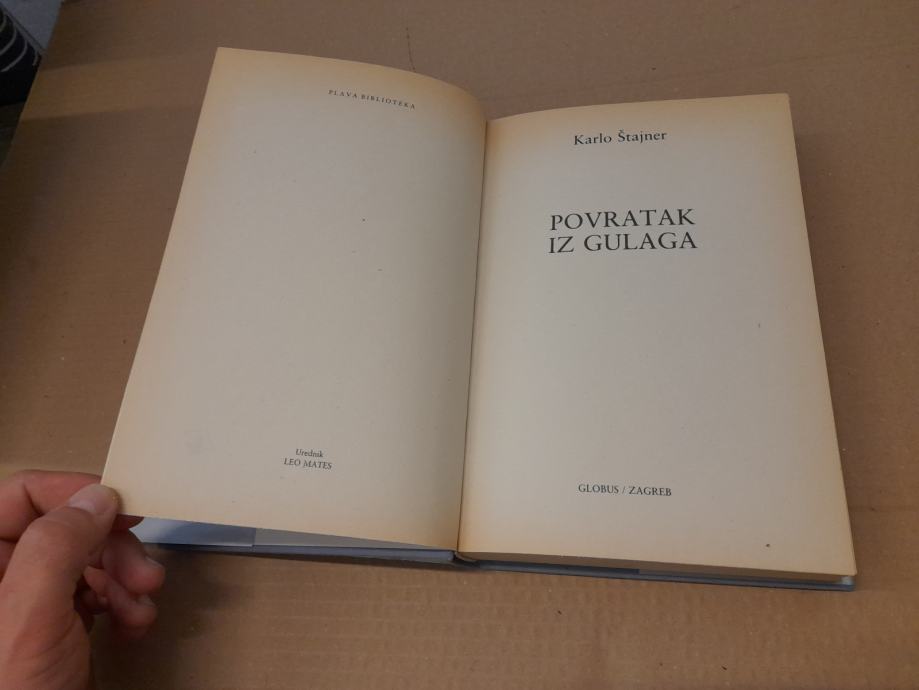 PLAVA BIBLIOTEKA
Urednik
LEO MATES
Karlo Štajner
POVRATAK
IZ GULAGA
GLOBUS / ZAGREB